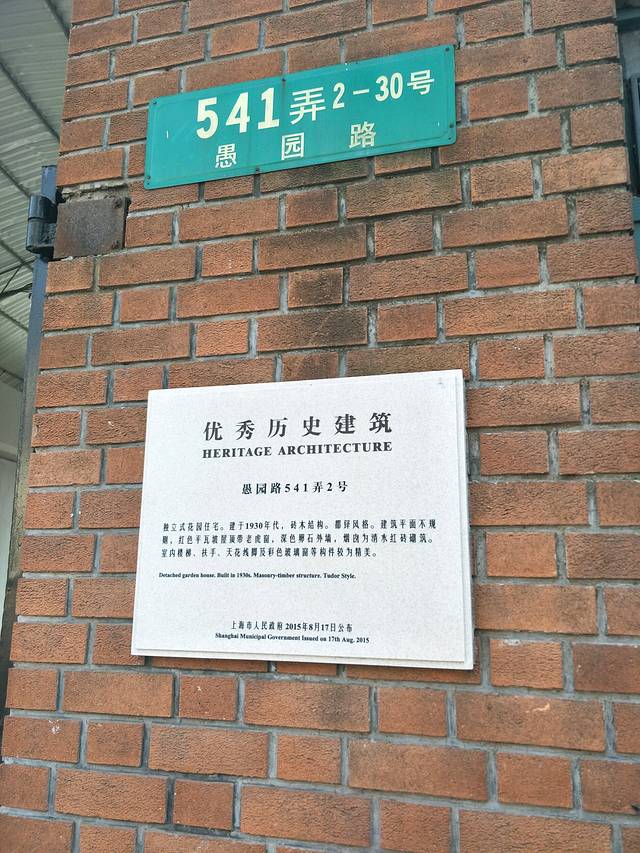 541弄2-30号
愚园路
优秀历史建筑
HERITAGE ARCHITECTURE
愚园路541弄2号
独立式花园住宅。建于1930年代，砖木结构。都铎风格。建筑平面不规
则，红色平瓦坡屋顶带老虎窗，深色卵石外墙，烟囱为清水红砖砌筑。
室内楼梯、扶手、天花线脚及彩色玻璃窗等构件较为精美。
Detached garden house. Built in 1930s. Masonry-timber structure. Tudor Style.
上海市人民政府 2015年8月17日公布
Shanghai Municipal Government Issued on 17th Aug. 2015